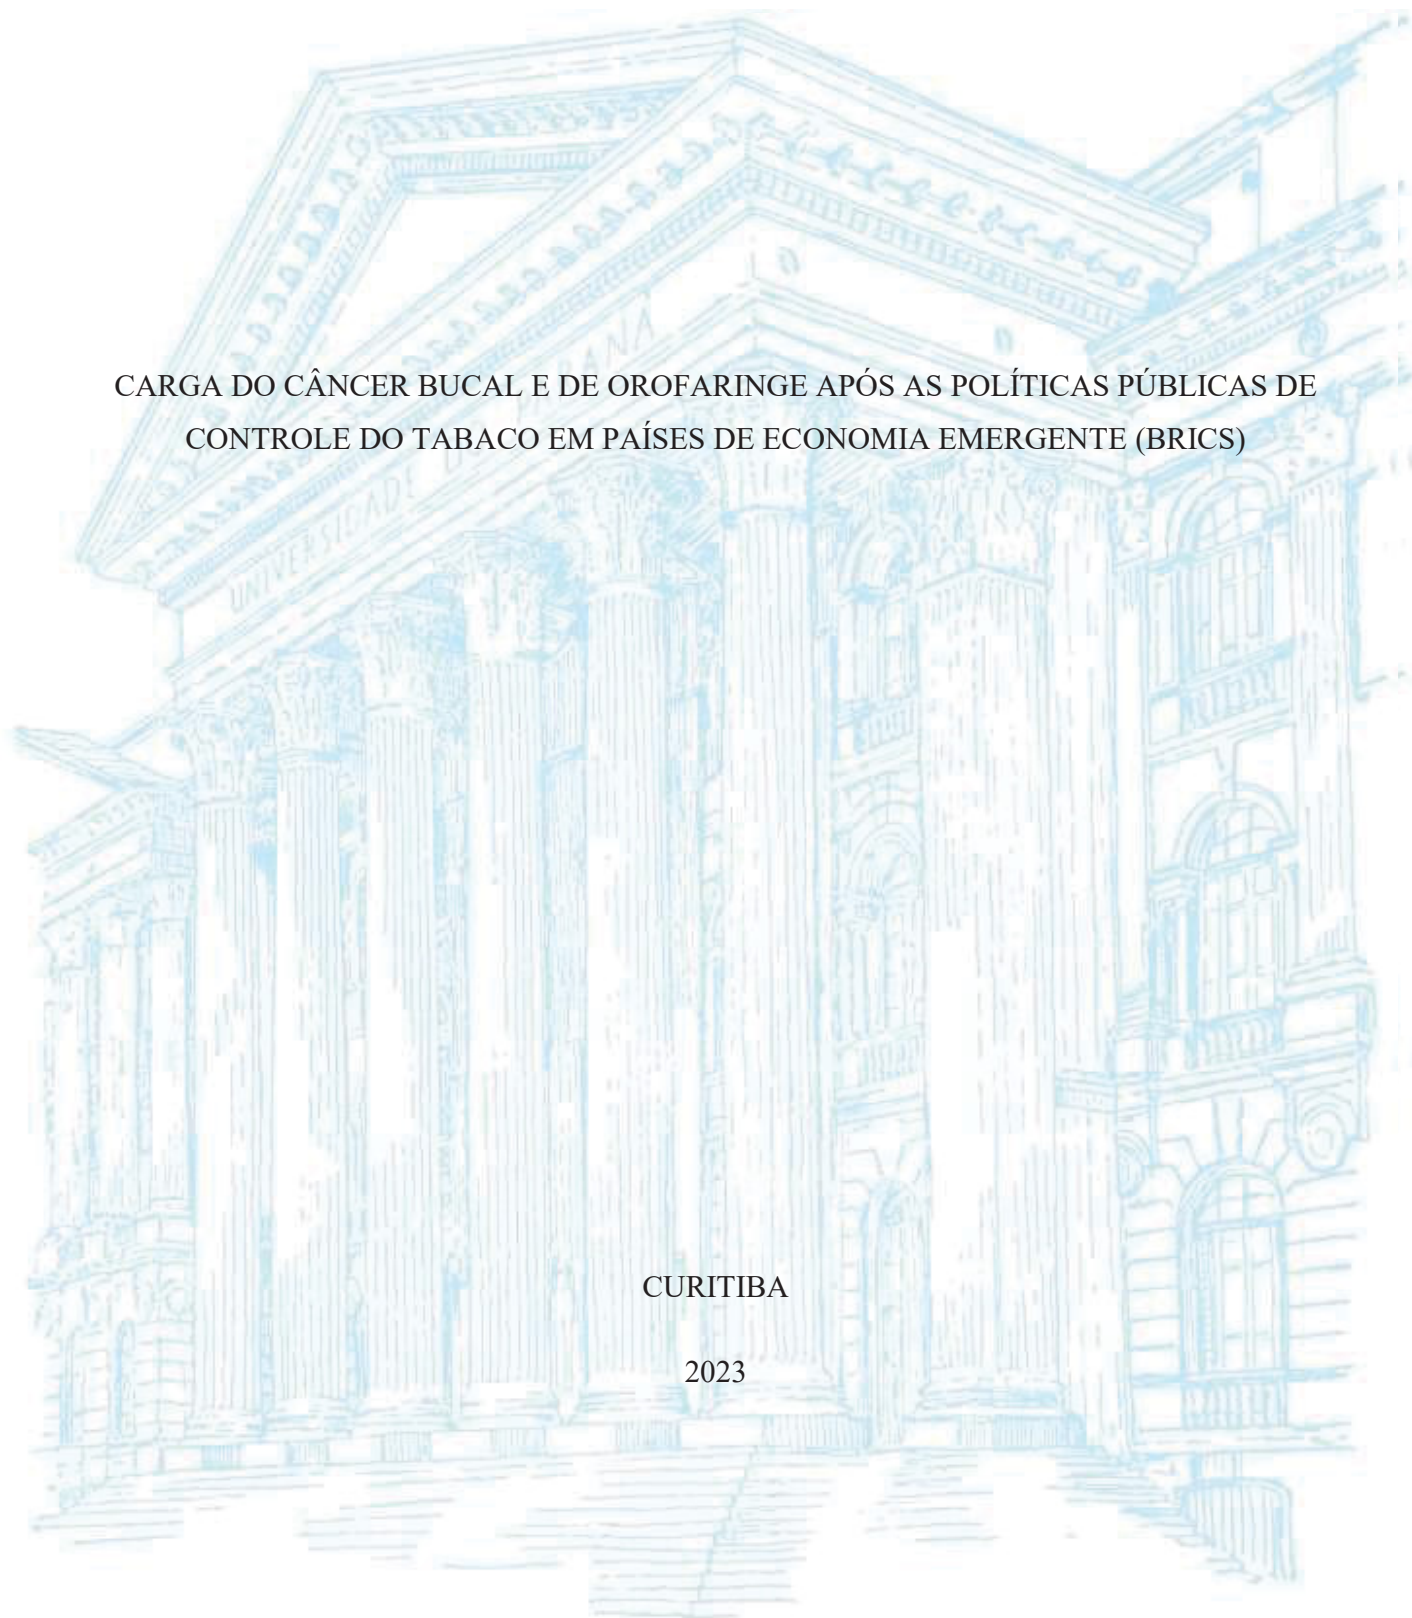 CARGA DO CÂNCER BUCAL E DE OROFARINGE APÓS AS POLÍTICAS PÚBLICAS DE
CONTROLE DO TABACO EM PAÍSES DE ECONOMIA EMERGENTE (BRICS)
UNIVERSIDADE
CURITIBA
2023